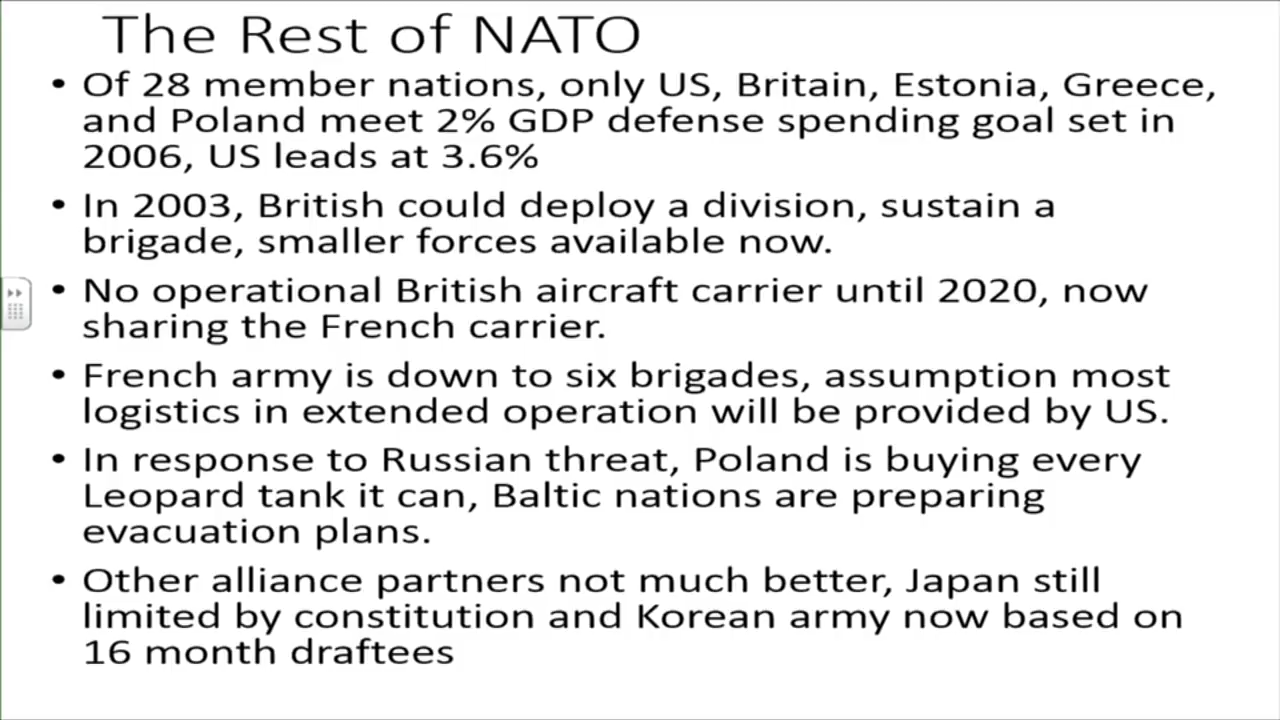 The Rest of NATO
• Of 28 member nations, only US, Britain, Estonia, Greece,
and Poland meet 2% GDP defense spending goal set in
2006, US leads at 3.6%
• In 2003, British could deploy a division, sustain a
brigade, smaller forces available now.
• No operational British aircraft carrier until 2020, now
sharing the French carrier.
• French army is down to six brigades, assumption most
logistics in extended operation will be provided by US.
• In response to Russian threat, Poland is buying every
Leopard tank it can, Baltic nations are preparing
evacuation plans.
• Other alliance partners not much better, Japan still
limited by constitution and Korean army now based on
16 month draftees